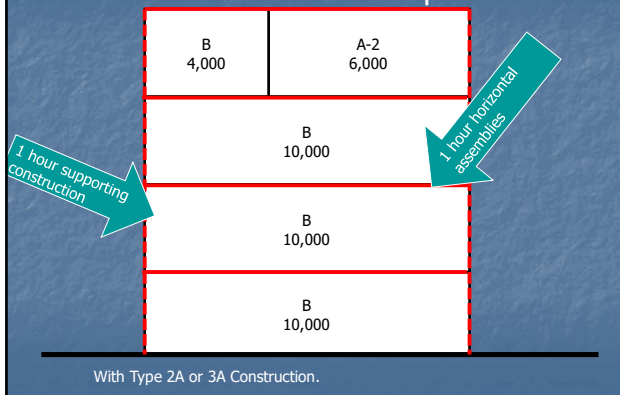 B
4,000
A-2
6,000
1 hour horizontal
assemblies
B
10,000
1 hour supporting
construction
B
10,000
B
10,000
With Type 2A or 3A Construction.